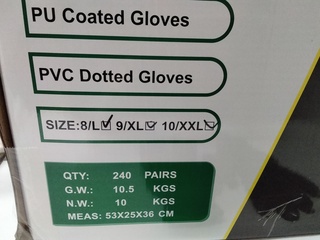 PU Coated Gloves
PVC Dotted Gloves
SIZE:8/L☑ 9/XL☑ 10/XXL☑
QTY: 240 PAIRS
G.W.: 10.5 KGS
N.W.: 10 KGS
MEAS: 53X25X36 CM